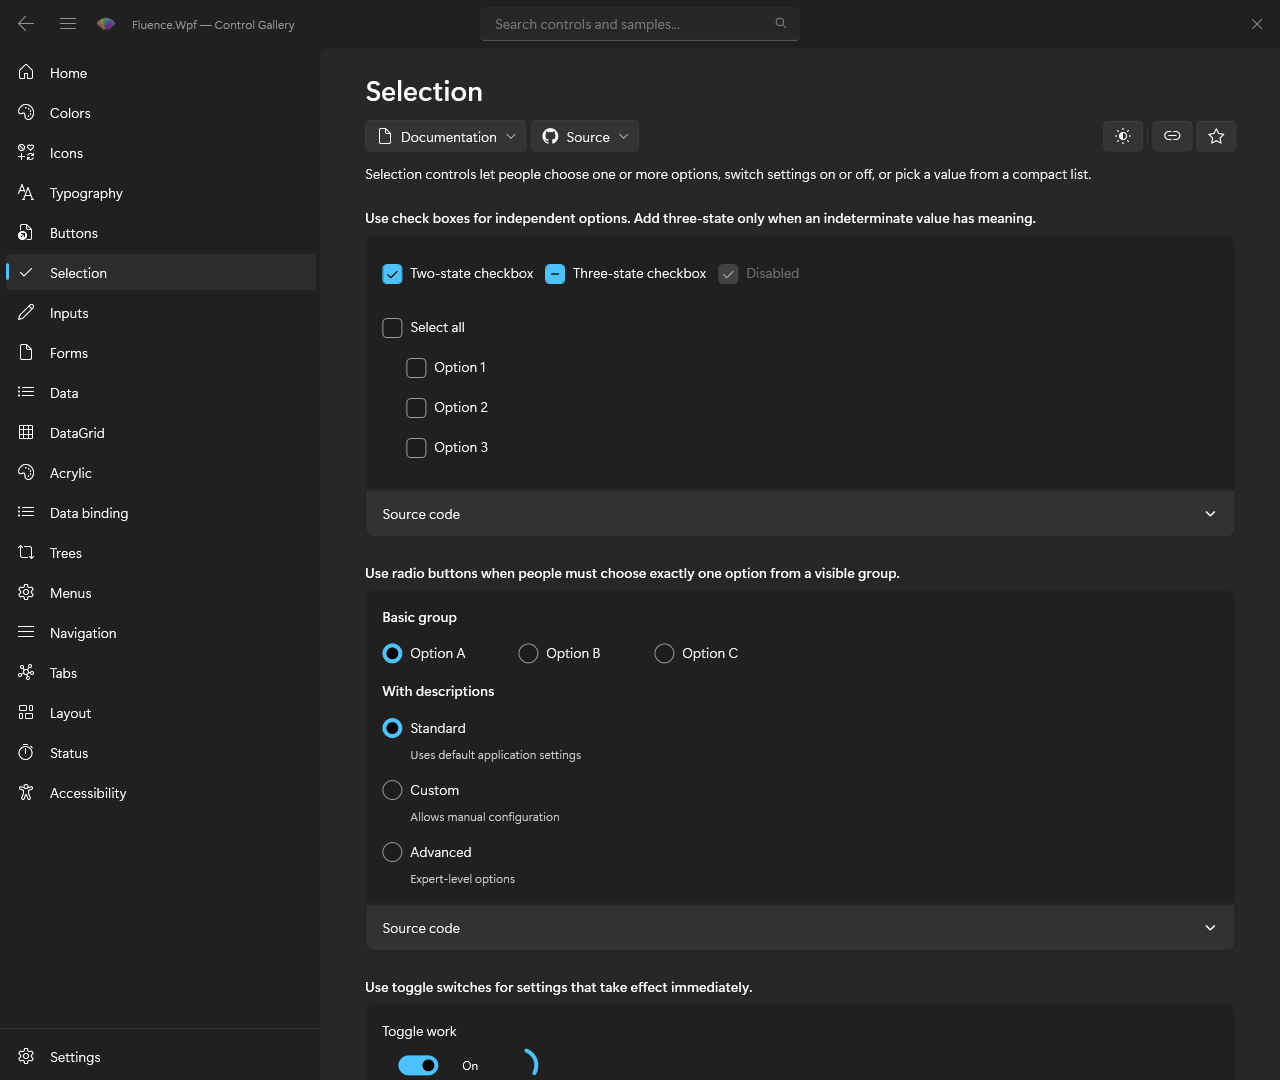 Fluence.Wpf — Control Gallery
Search controls and samples...
Home
Colors
Icons
Typography
Buttons
Selection
Inputs
Forms
Data
DataGrid
Acrylic
Data binding
Trees
Menus
Navigation
Tabs
Layout
Status
Accessibility
Settings
Selection
Documentation
Source
Selection controls let people choose one or more options, switch settings on or off, or pick a value from a compact list.
Use check boxes for independent options. Add three-state only when an indeterminate value has meaning.
Two-state checkbox
Three-state checkbox
Disabled
Select all
Option 1
Option 2
Option 3
Source code
Use radio buttons when people must choose exactly one option from a visible group.
Basic group
Option A
Option B
Option C
With descriptions
Standard
Uses default application settings
Custom
Allows manual configuration
Advanced
Expert-level options
Source code
Use toggle switches for settings that take effect immediately.
Toggle work
On